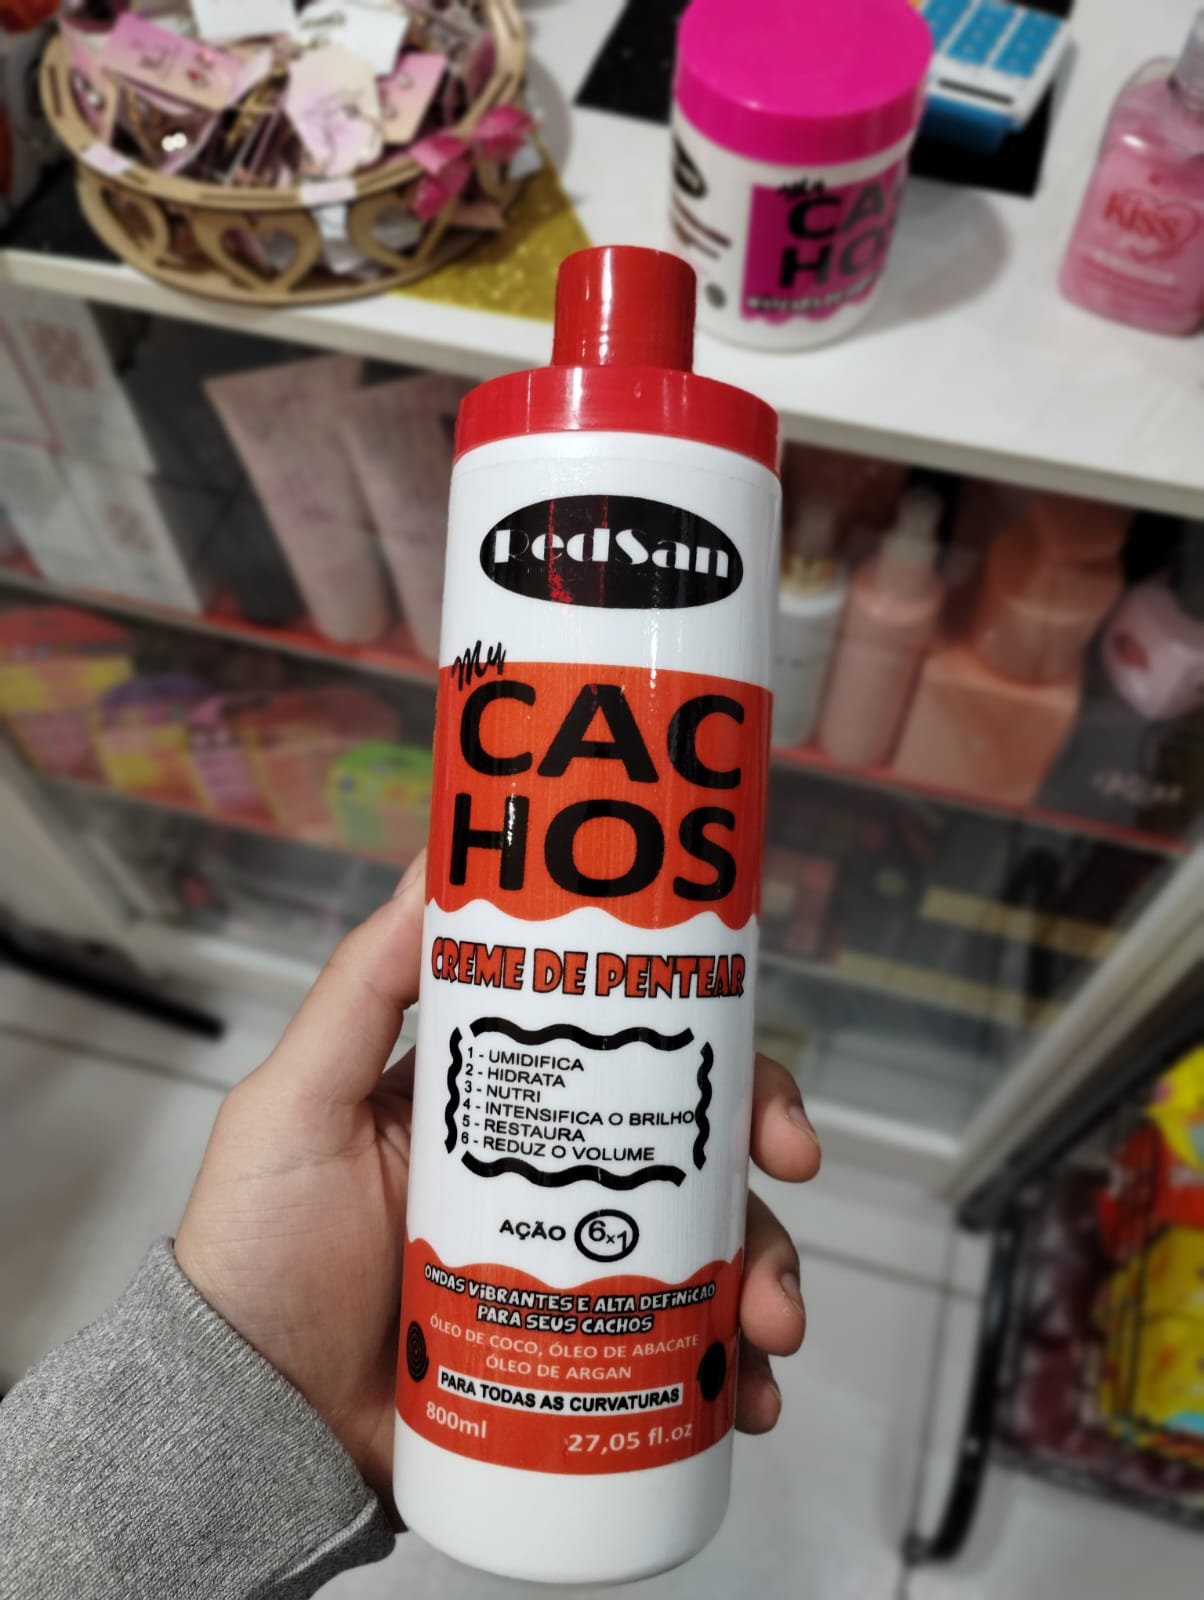 My
CAC
HOS
Kiss
RedSan
My
CAC
HOS
CREME DE PENTEAR
1 - UMIDIFICA
2 - HIDRATA
3 - NUTRI
4 - INTENSIFICA O BRILHO
5 - RESTAURA
6 - REDUZ O VOLUME
AÇÃO 6x1
ONDAS VIBRANTES E ALTA DEFINICAO
PARA SEUS CACHOS
ÓLEO DE COCO, ÓLEO DE ABACATE
ÓLEO DE ARGAN
PARA TODAS AS CURVATURAS
800ml 27,05 fl.oz